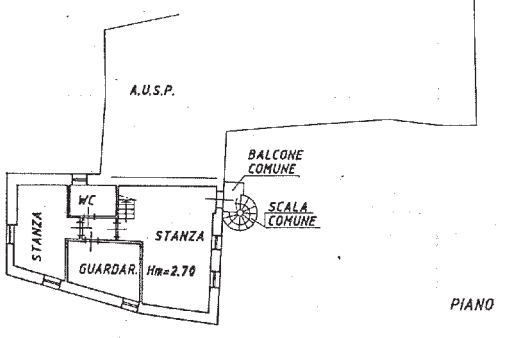 A.U.S.P.
BALCONE
COMUNE
WC
SCALA
COMUNE
STANZA
STANZA
GUARDAR. Hm=2.70
PIANO